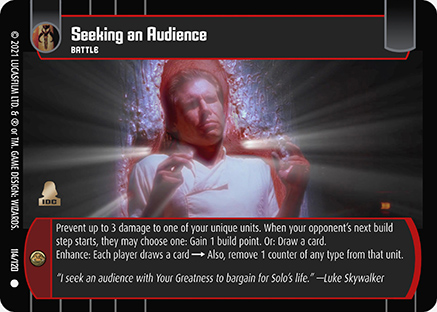 Seeking an Audience
BATTLE
© 2021 LUCASFILM LTD. & ® or TM. GAME DESIGN: WIZARDS.
IDC
Prevent up to 3 damage to one of your unique units. When your opponent's next build
step starts, they may choose one: Gain 1 build point. Or: Draw a card.
Enhance: Each player draws a card → Also, remove 1 counter of any type from that unit.
"I seek an audience with Your Greatness to bargain for Solo's life." —Luke Skywalker